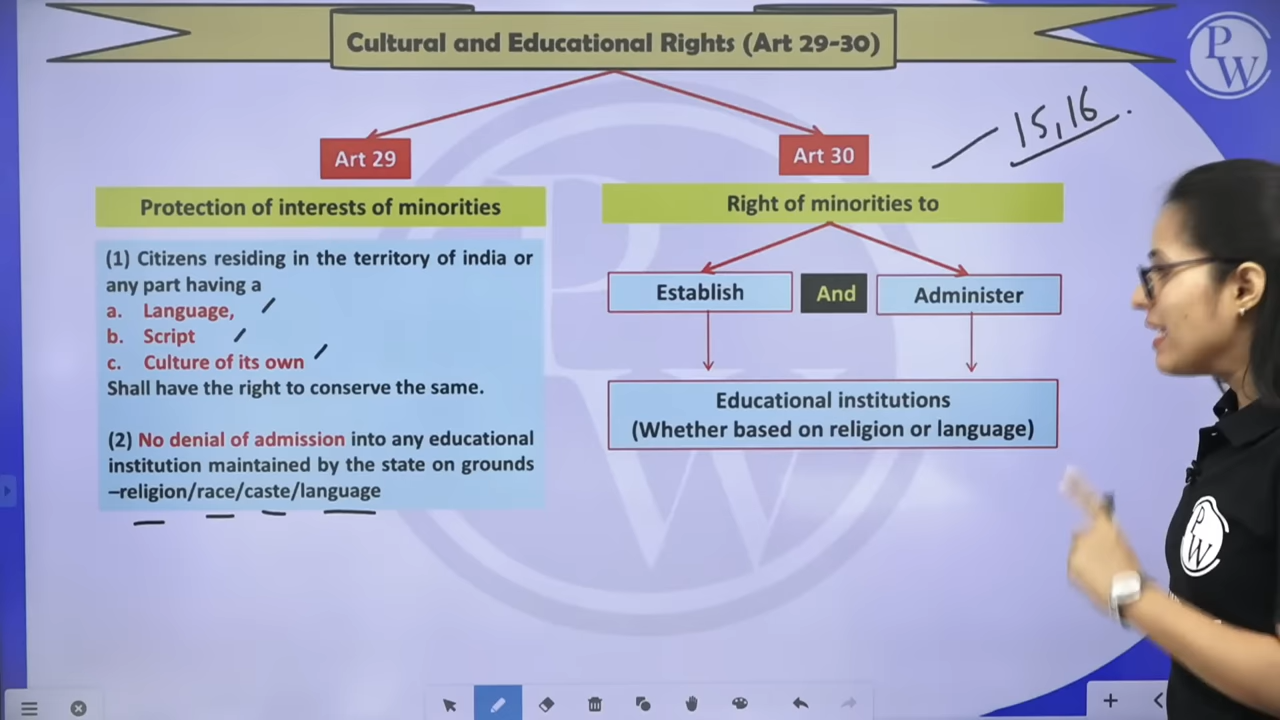 Cultural and Educational Rights (Art 29-30)
PW
15,16
Art 29
Art 30
Protection of interests of minorities
Right of minorities to
(1) Citizens residing in the territory of india or
any part having a
a. Language,
b. Script
c. Culture of its own
Shall have the right to conserve the same.
(2) No denial of admission into any educational
institution maintained by the state on grounds
–religion/race/caste/language
Establish
And
Administer
Educational institutions
(Whether based on religion or language)
PW